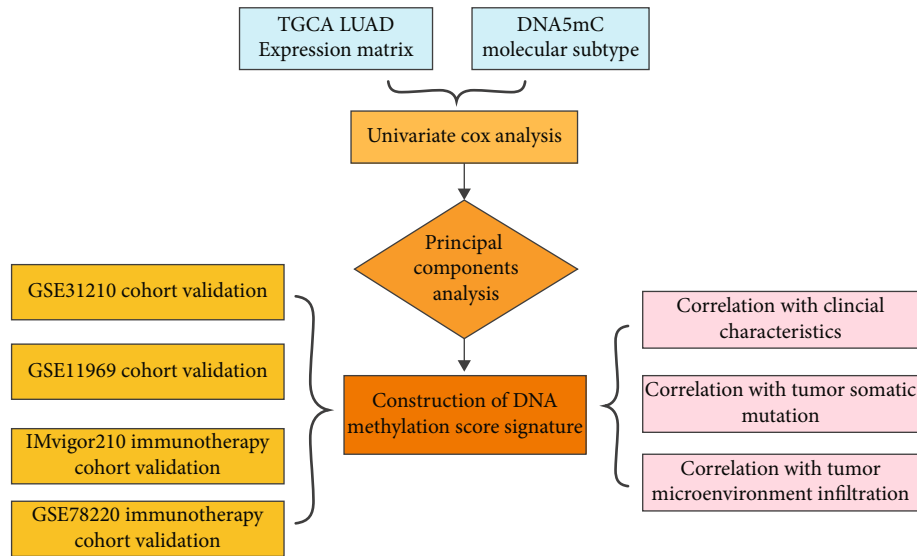 TGCA LUAD
Expression matrix
DNA5mC
molecular subtype
Univariate cox analysis
Principal
components
analysis
GSE31210 cohort validation
GSE11969 cohort validation
IMvigor210 immunotherapy
cohort validation
GSE78220 immunotherapy
cohort validation
Construction of DNA
methylation score signature
Correlation with clincial
characteristics
Correlation with tumor somatic
mutation
Correlation with tumor
microenvironment infiltration